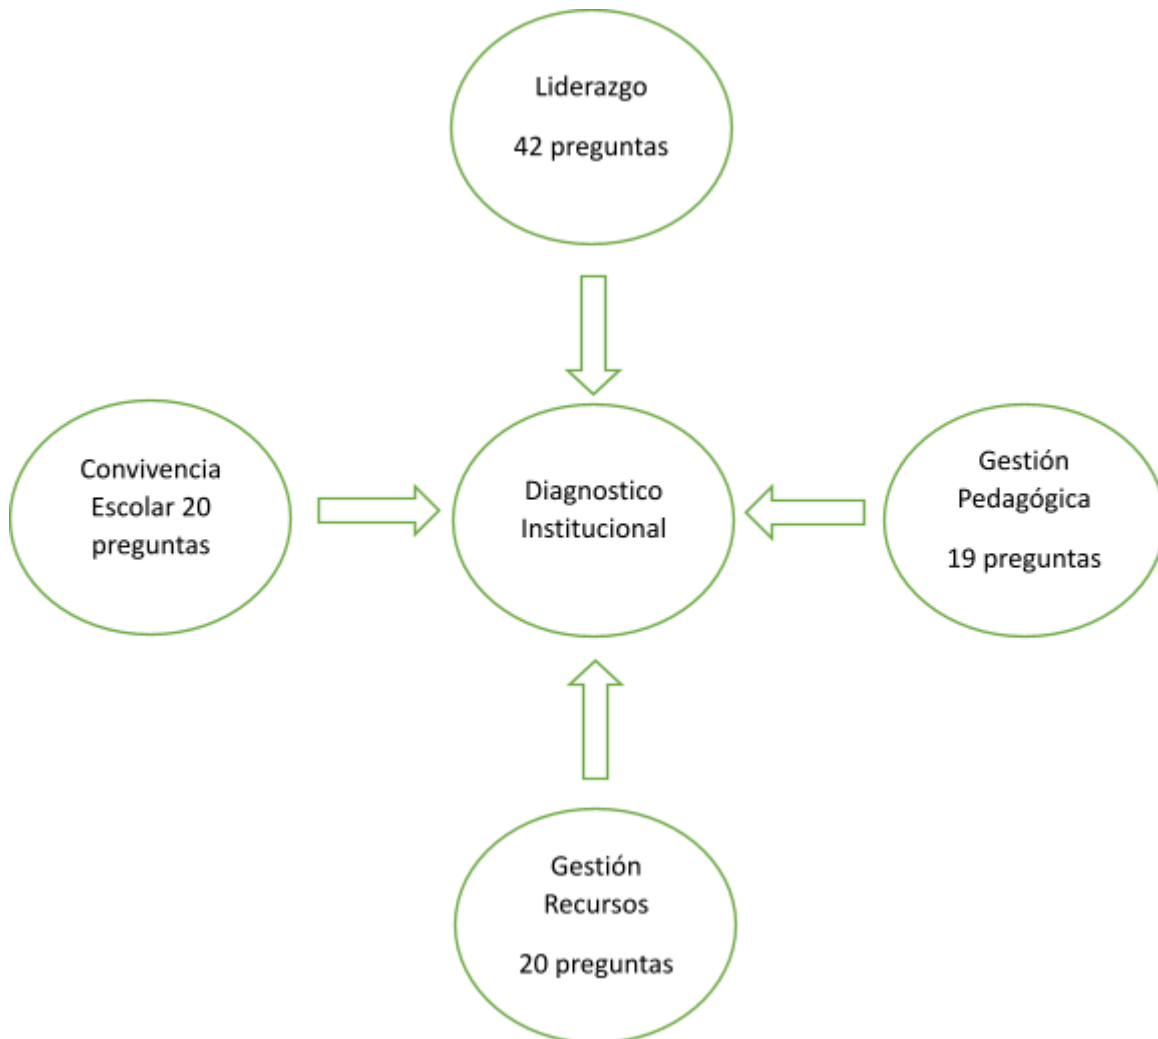 Liderazgo
42 preguntas
Convivencia
Escolar 20
preguntas
Diagnostico
Institucional
Gestión
Pedagógica
19 preguntas
Gestión
Recursos
20 preguntas